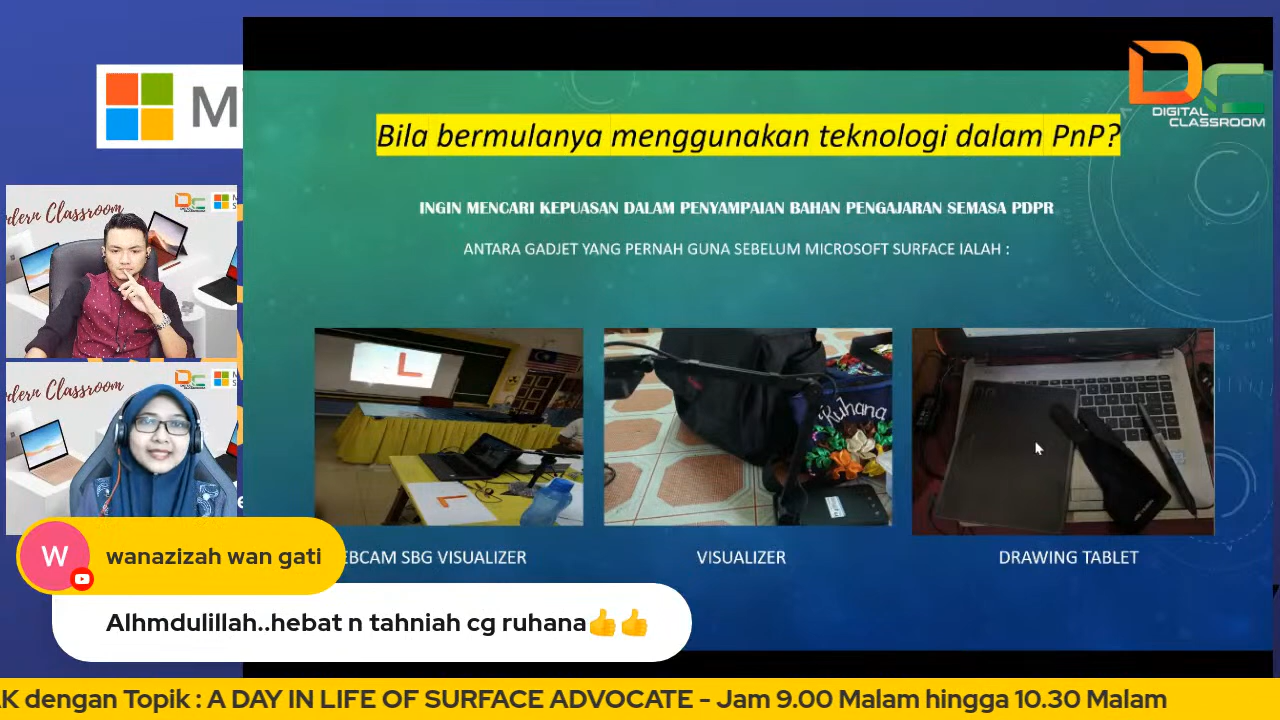 DIGITAL
CLASSROOM
Bila bermulanya menggunakan teknologi dalam PnP?
INGIN MENCARI KEPUASAN DALAM PENYAMPAIAN BAHAN PENGAJARAN SEMASA PDPR
ANTARA GADJET YANG PERNAH GUNA SEBELUM MICROSOFT SURFACE IALAH :
Classroom
Classroom
Ruhana
EBCAM SBG VISUALIZER
VISUALIZER
DRAWING TABLET
W
wanazizah wan gati
Alhmdulillah..hebat n tahniah cg ruhana👍👍
AK dengan Topik : A DAY IN LIFE OF SURFACE ADVOCATE - Jam 9.00 Malam hingga 10.30 Malam